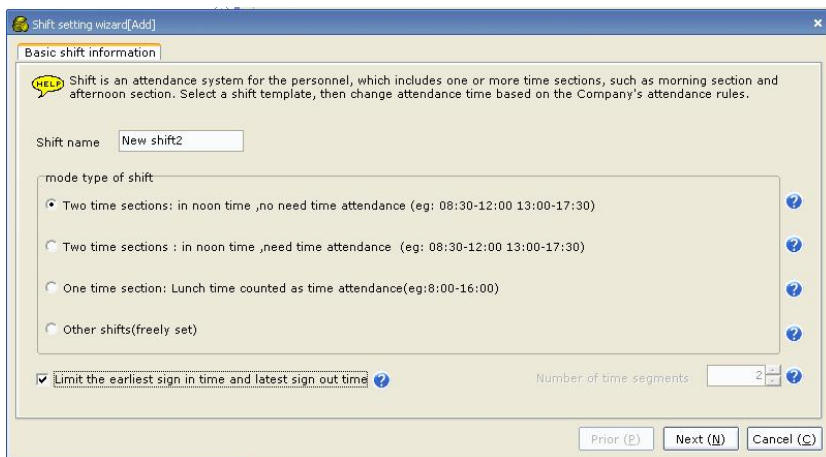 Shift setting wizard[Add]
Basic shift information
HELP
Shift is an attendance system for the personnel, which includes one or more time sections, such as morning section and
afternoon section. Select a shift template, then change attendance time based on the Company's attendance rules.
Shift name New shift2
mode type of shift
Two time sections: in noon time ,no need time attendance (eg: 08:30-12:00 13:00-17:30)
Two time sections : in noon time ,need time attendance (eg: 08:30-12:00 13:00-17:30)
One time section: Lunch time counted as time attendance(eg:8:00-16:00)
Other shifts(freely set)
Limit the earliest sign in time and latest sign out time Number of time segments 2
Prior (P) Next (N) Cancel (C)